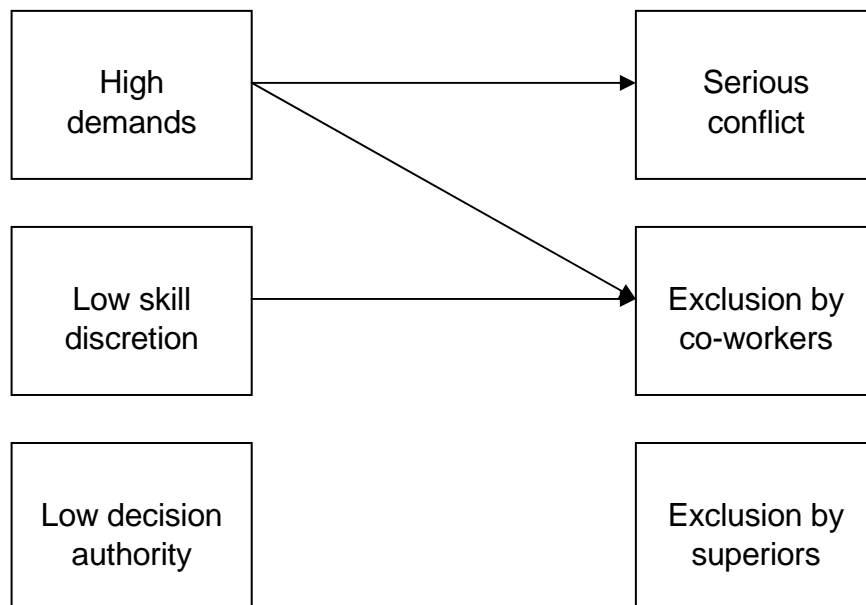 High
demands
Serious
conflict
Low skill
discretion
Exclusion by
co-workers
Low decision
authority
Exclusion by
superiors